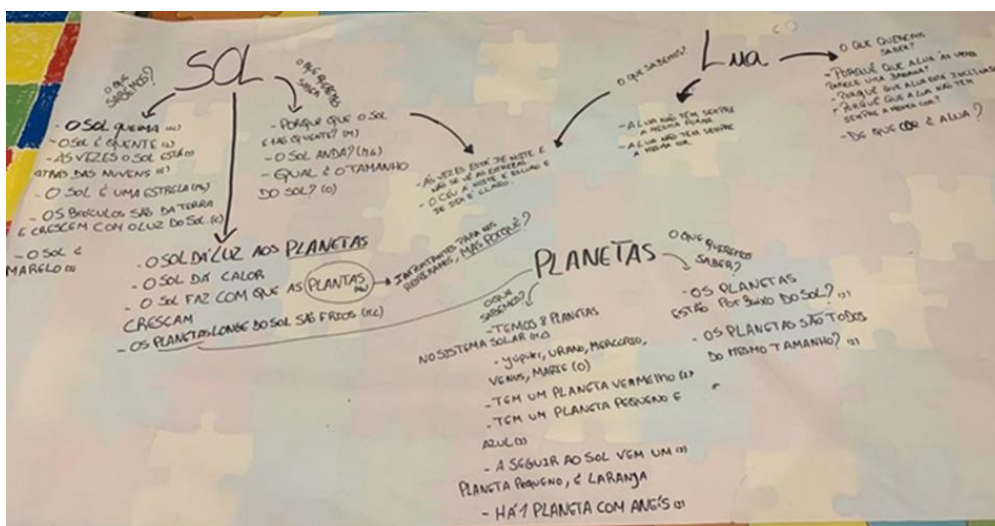 SOL
O QUE
SABEMOS?
- O SOL QUEIMA
- O SOL É QUENTE
- ÀS VEZES O SOL ESTÁ
ATRÁS DAS NUVENS
- O SOL É UMA ESTRELA
- OS BRÓCULOS SÃO DA TERRA
E CRESCEM COM O LUZ DO SOL.
- O SOL É
MARELO
O QUE QUEREMOS
SABER
- PORQUE QUE O SOL
É TÃO QUENTE?
- O SOL ANDA?
- QUAL É O TAMANHO
DO SOL? (O)
- O SOL DÁ LUZ AOS PLANETAS
- O SOL DÁ CALOR
- O SOL FAZ COM QUE AS PLANTAS
CRESCAM
- OS PLANETAS LONGE DO SOL SÃO FRIOS
IMPORTANTES PARA NÓS
RESPIRARMOS, MAS PORQUÊ?
Lua
O QUE SABEMOS?
- ÀS VEZES ESTÁ DE NOITE E
NÃO SE VÊ AS ESTRELAS
- O CÉU À NOITE É ESCURO E
DE DIA É CLARO.
- A LUA NÃO TEM SEMPRE
A MESMA FORMA
- A LUA NÃO TEM SEMPRE
A MESMA COR
O QUE QUEREMOS
SABER?
- PORQUÊ QUE A LUA ÀS VEZES
PARECE UMA BANANA?
- PORQUÊ QUE A LUA ESTÁ INCLINADA
- PORQUÊ QUE A LUA NÃO TEM
SEMPRE A MESMA COR?
- DE QUE COR É A LUA?
PLANETAS
O QUE
SABEMOS?
- TEMOS 8 PLANETAS
NO SISTEMA SOLAR
- YÚPITER, URANO, MERCÚRIO,
VENUS, MARTE (O)
- TEM UM PLANETA VERMELHO
- TEM UM PLANETA PEQUENO E
AZUL
- A SEGUIR AO SOL VEM UM
PLANETA PEQUENO, É LARANJA
- HÁ 1 PLANETA COM ANÉIS
O QUE QUEREMOS
SABER?
- OS PLANETAS
ESTÃO POR BAIXO DO SOL?
- OS PLANETAS SÃO TODOS
DO MESMO TAMANHO?